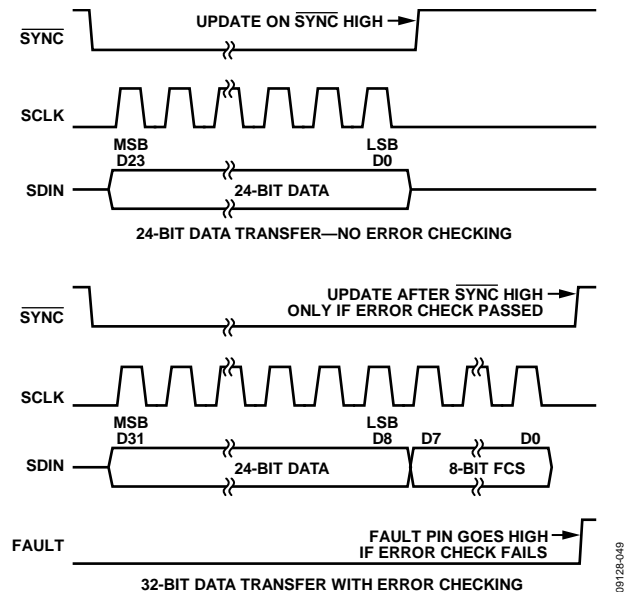 UPDATE ON SYNC HIGH
SYNC
SCLK
MSB
D23
LSB
D0
SDIN
24-BIT DATA
24-BIT DATA TRANSFER—NO ERROR CHECKING
UPDATE AFTER SYNC HIGH
ONLY IF ERROR CHECK PASSED
SYNC
SCLK
MSB
D31
LSB
D8
D7
D0
SDIN
24-BIT DATA
8-BIT FCS
FAULT
FAULT PIN GOES HIGH
IF ERROR CHECK FAILS
32-BIT DATA TRANSFER WITH ERROR CHECKING
09128-049